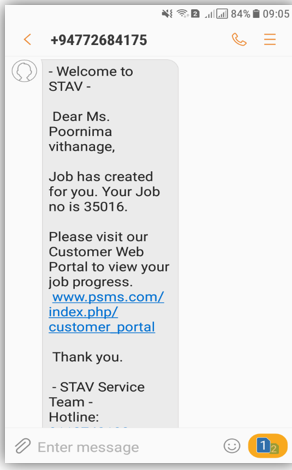 84% 09:05
+94772684175
- Welcome to
STAV -
Dear Ms.
Poornima
vithanage,
Job has created
for you. Your Job
no is 35016.
Please visit our
Customer Web
Portal to view your
job progress.
www.psms.com/
index.php/
customer_portal
Thank you.
- STAV Service
Team -
Hotline:
Enter message
1 2